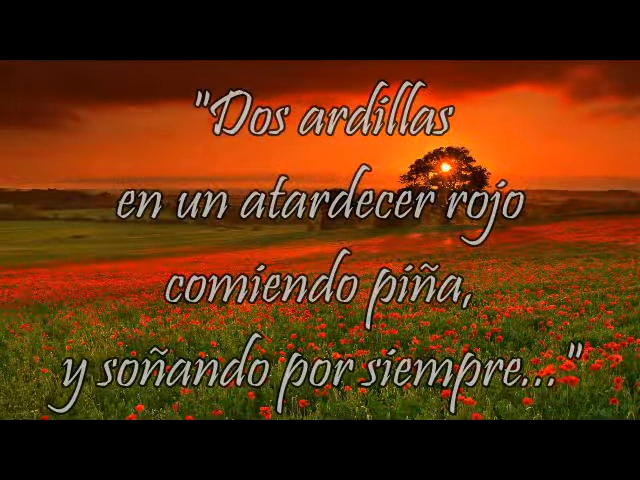 "Dos ardillas
en un atardecer rojo
comiendo piña,
y soñando por siempre..."